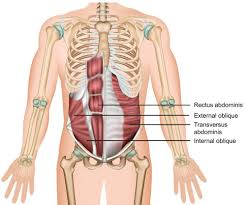 Rectus abdominis
External oblique
Transversus
abdominis
Internal oblique